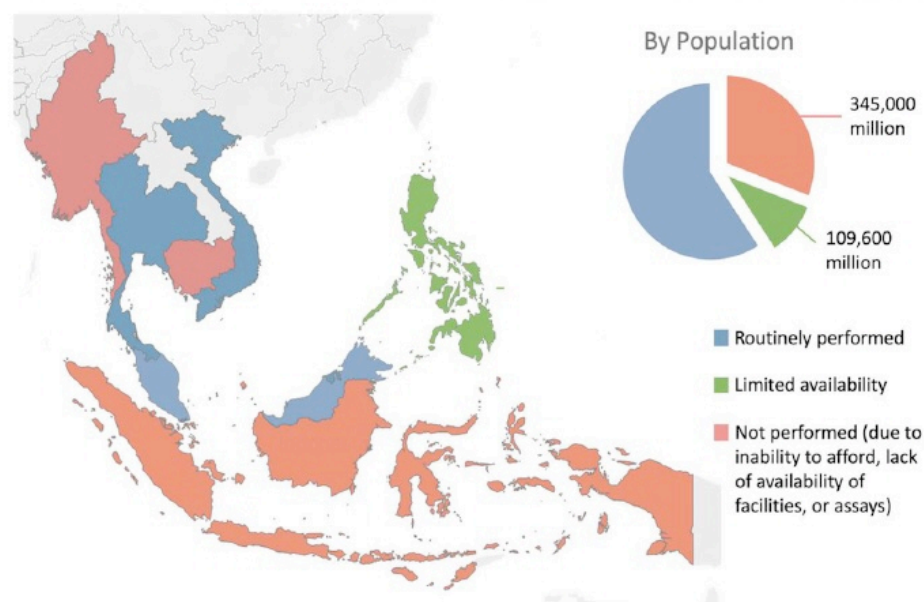 By Population
345,000
million
109,600
million
Routinely performed
Limited availability
Not performed (due to
inability to afford, lack
of availability of
facilities, or assays)